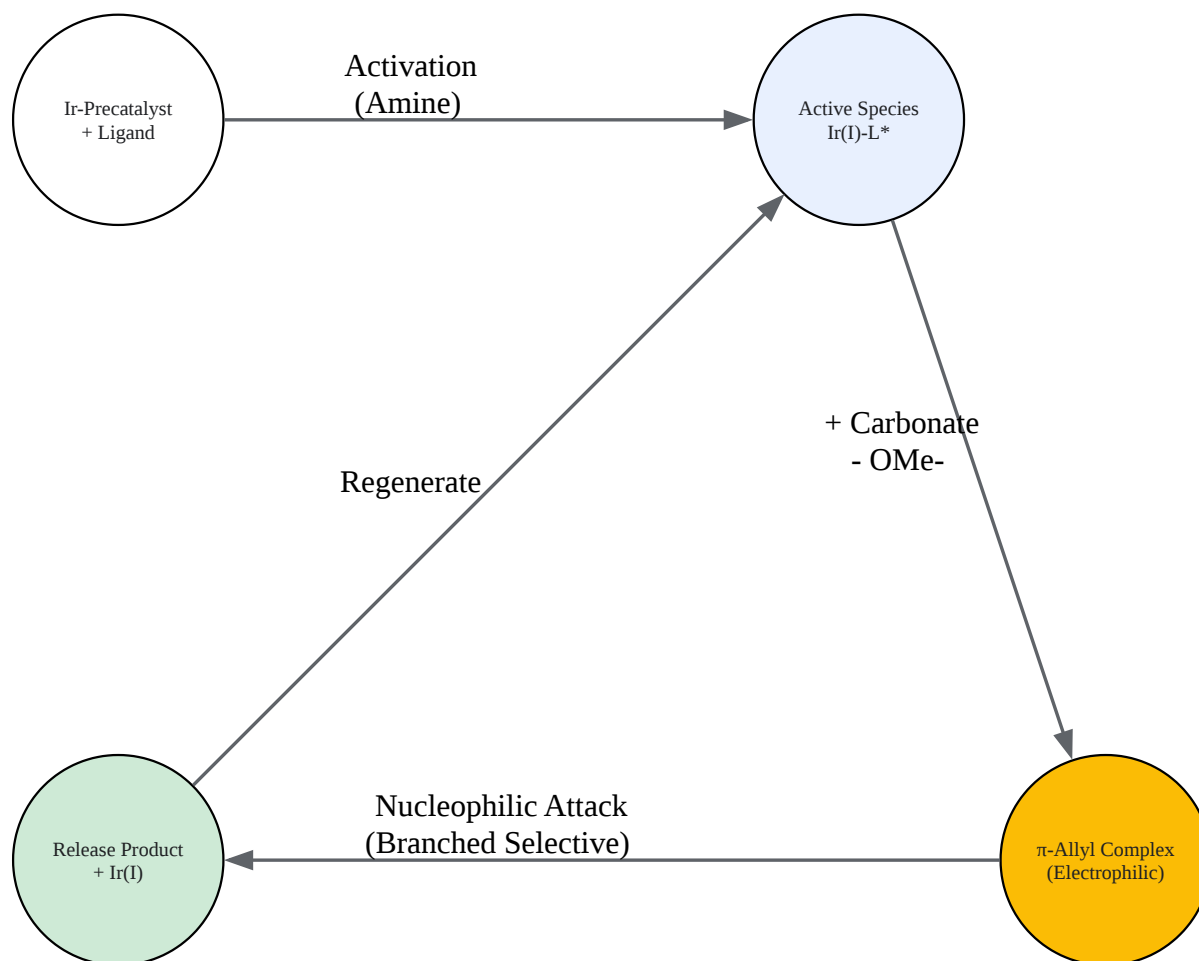 Activation
(Amine)
Ir-Precatalyst
+ Ligand
Active Species
Ir(I)-L*
+ Carbonate
- OMe-
Regenerate
Nucleophilic Attack
(Branched Selective)
Release Product
+ Ir(I)
π-Allyl Complex
(Electrophilic)